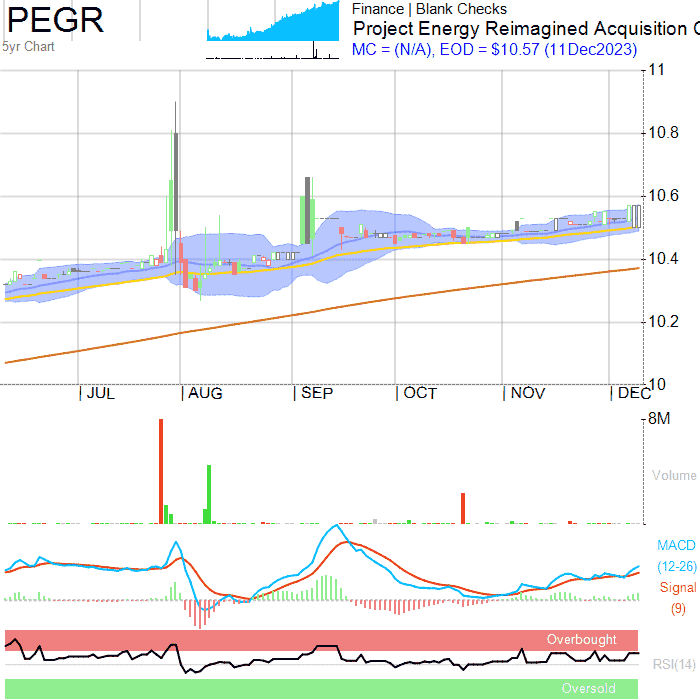 PEGR
5yr Chart
Finance | Blank Checks
Project Energy Reimagined Acquisition C
MC = (N/A), EOD = $10.57 (11Dec2023)
11
10.8
10.6
10.4
10.2
10
JUL AUG SEP OCT NOV DEC
8M
Volume
MACD
(12-26)
Signal
(9)
Overbought
RSI(14)
Oversold